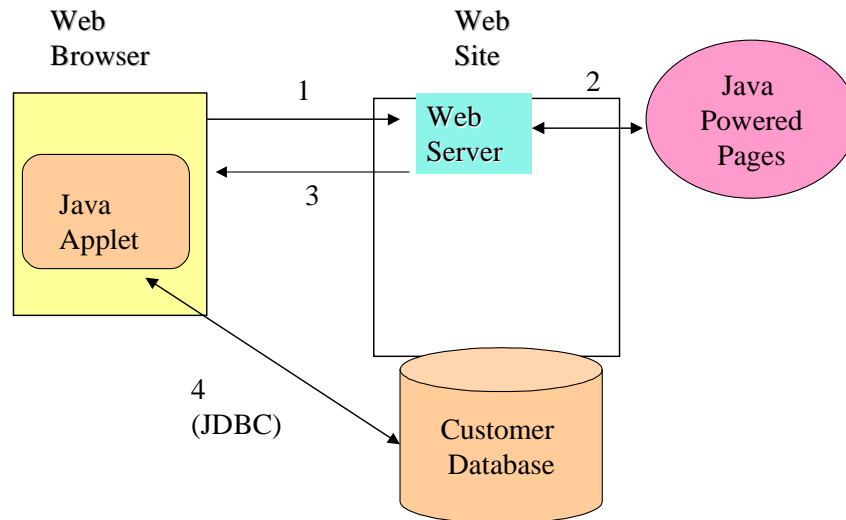 Web
Browser
Web
Site
1
2
Web
Server
Java
Powered
Pages
3
Java
Applet
4
(JDBC)
Customer
Database